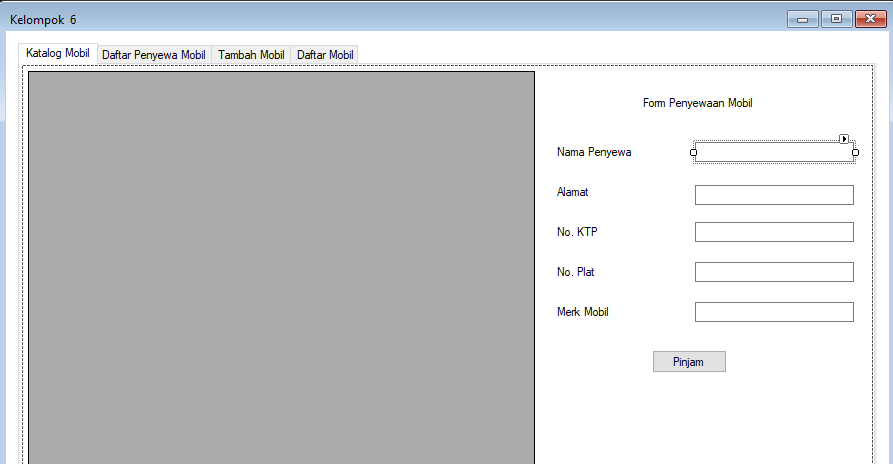 Kelompok 6
Katalog Mobil Daftar Penyewa Mobil Tambah Mobil Daftar Mobil
Form Penyewaan Mobil
Nama Penyewa
Alamat
No. KTP
No. Plat
Merk Mobil
Pinjam